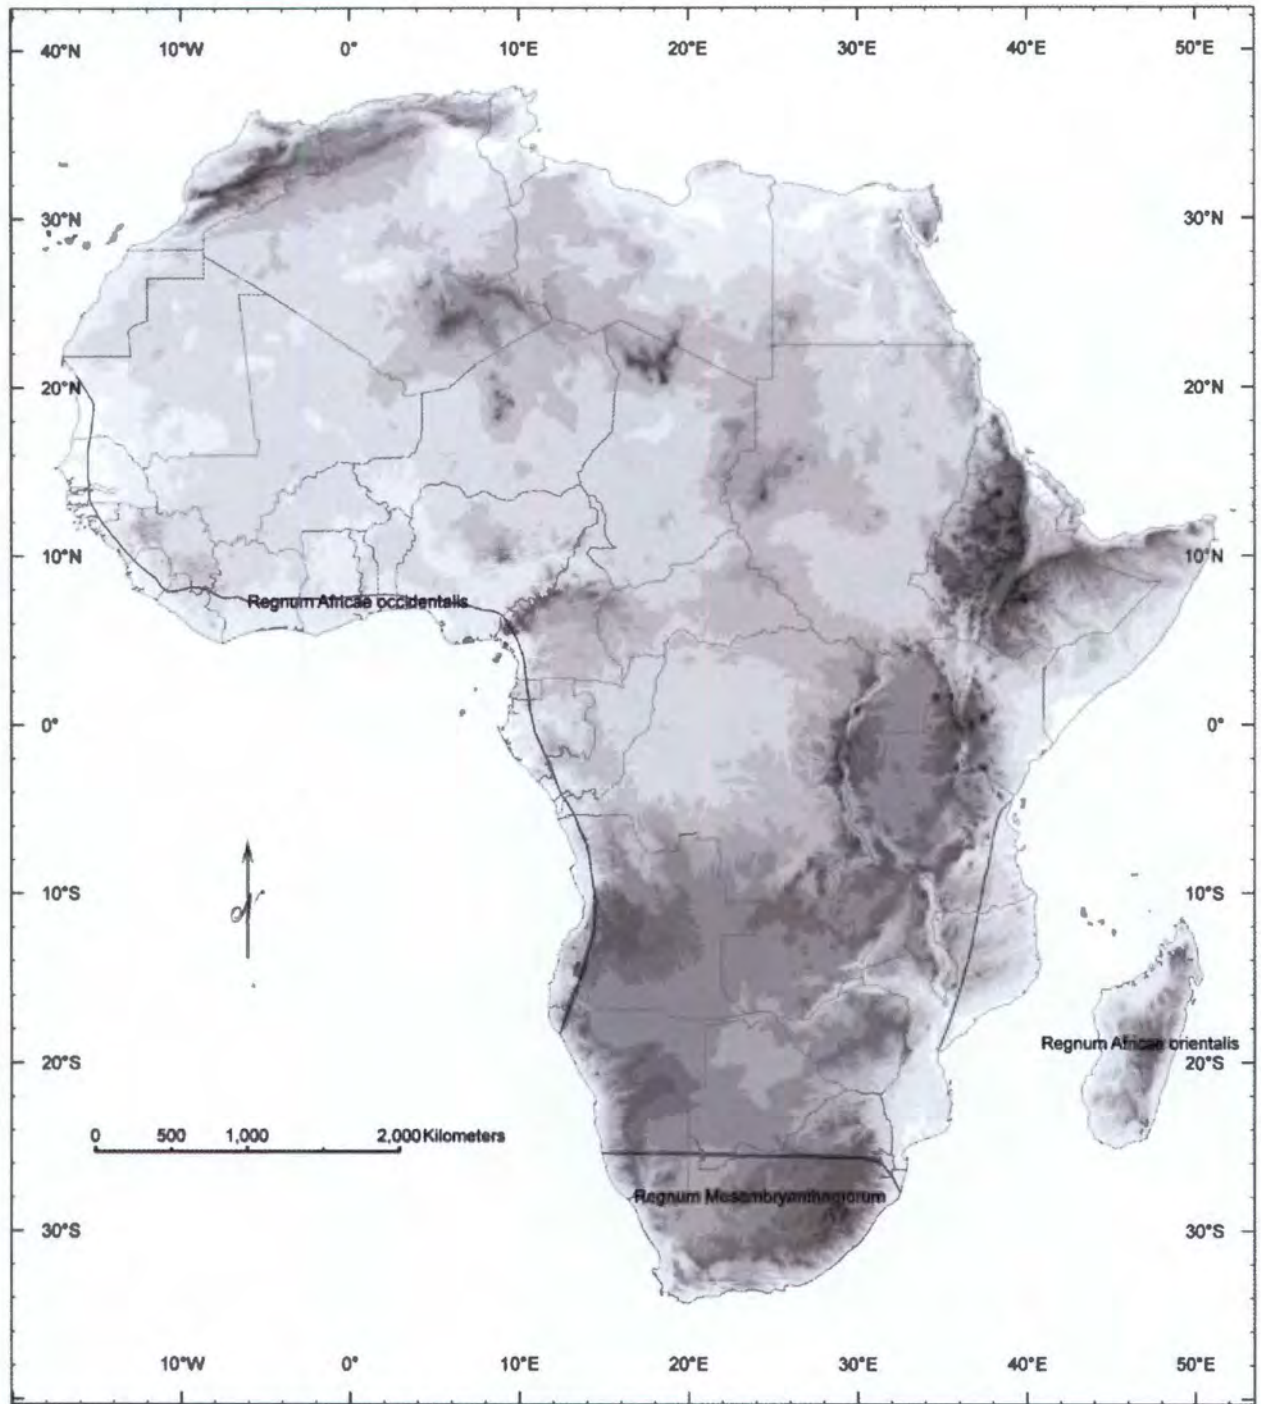 40°N 10°W 0° 10°E 20°E 30°E 40°E 50°E
30°N 30°N
20°N 20°N
10°N 10°N
Regnum Africae occidentalis
0° 0°
10°S 10°S
Regnum Africae orientalis
20°S 20°S
0 500 1,000 2,000 Kilometers
Regnum Mesembryanthemorum
30°S 30°S
10°W 0° 10°E 20°E 30°E 40°E 50°E